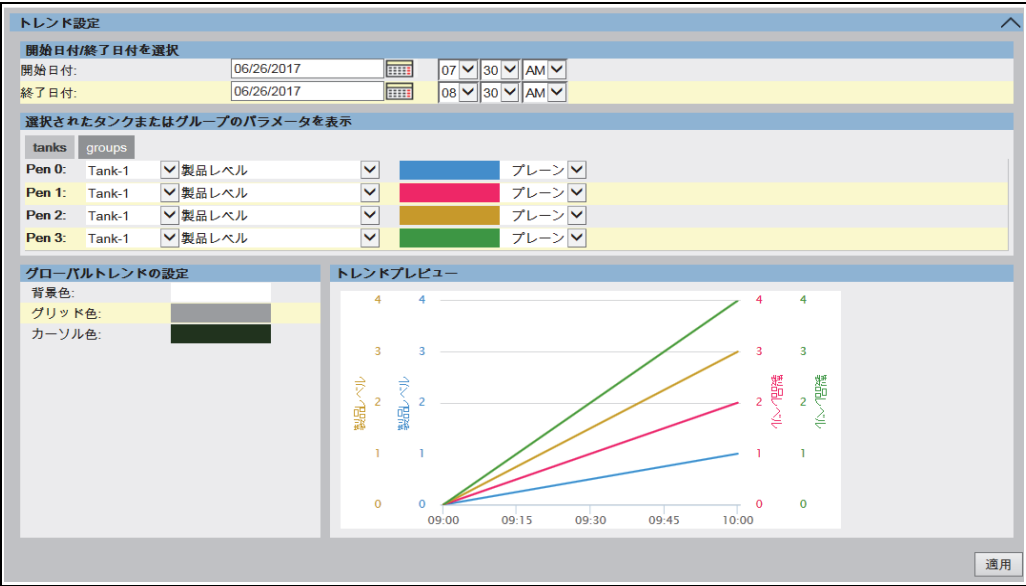 トレンド設定
開始日付/終了日付を選択
開始日付: 06/26/2017 07 30 AM
終了日付: 06/26/2017 08 30 AM
選択されたタンクまたはグループのパラメータを表示
tanks groups
Pen 0: Tank-1 製品レベル プレーン
Pen 1: Tank-1 製品レベル プレーン
Pen 2: Tank-1 製品レベル プレーン
Pen 3: Tank-1 製品レベル プレーン
グローバルトレンドの設定
背景色:
グリッド色:
カーソル色:
トレンドプレビュー
4 4 4 4
3 3 3 3
製品レベル 製品レベル 製品レベル 製品レベル
2 2 2 2
1 1 1 1
0 0 0 0
09:00 09:15 09:30 09:45 10:00
適用